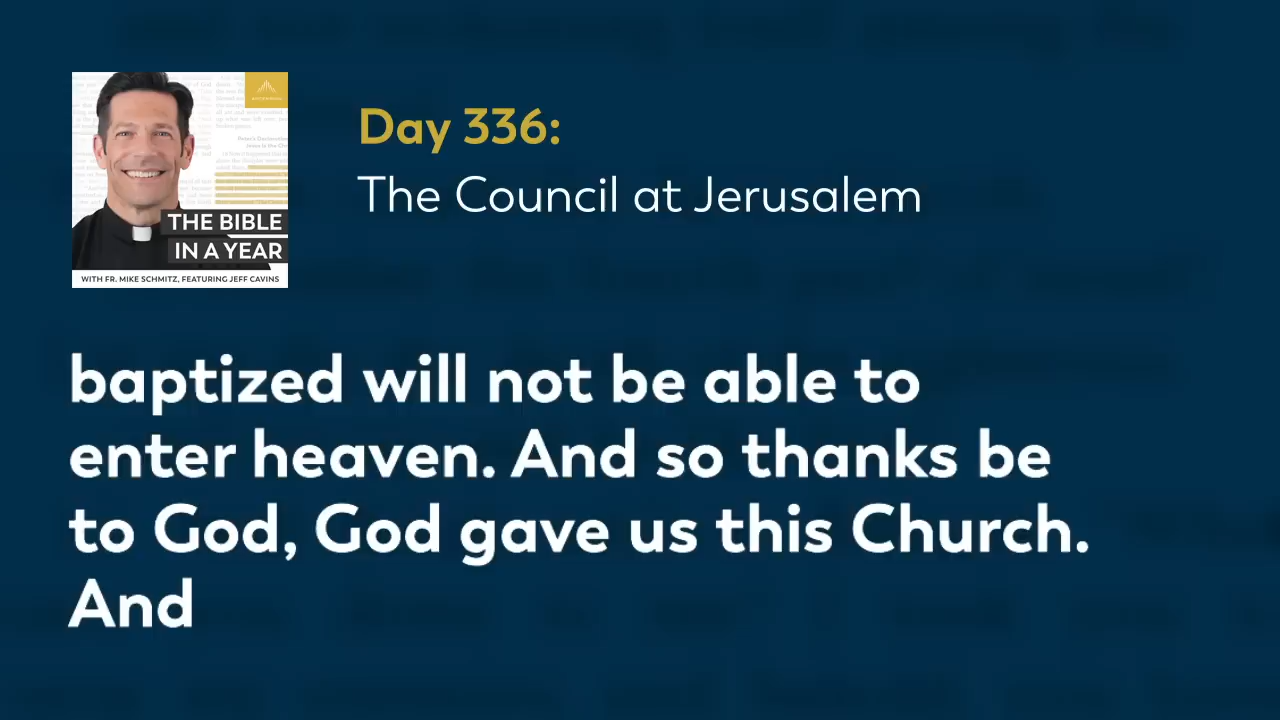 THE BIBLE
IN A YEAR
WITH FR. MIKE SCHMITZ, FEATURING JEFF CAVINS
Day 336:
The Council at Jerusalem
baptized will not be able to
enter heaven. And so thanks be
to God, God gave us this Church.
And